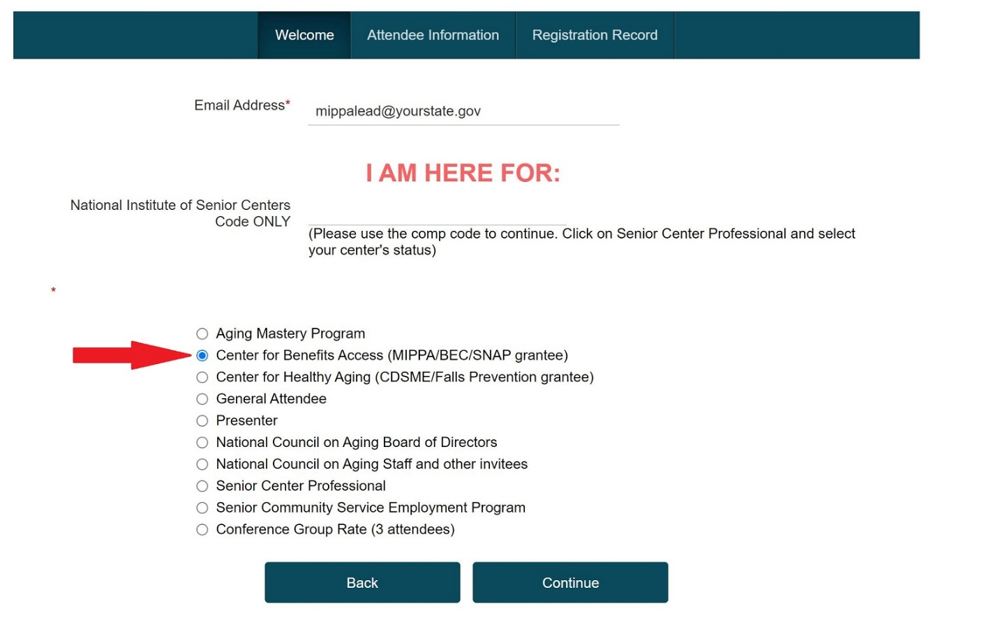 Welcome Attendee Information Registration Record
Email Address*
mippalead@yourstate.gov
I AM HERE FOR:
National Institute of Senior Centers
Code ONLY
(Please use the comp code to continue. Click on Senior Center Professional and select
your center's status)
*
Aging Mastery Program
Center for Benefits Access (MIPPA/BEC/SNAP grantee)
Center for Healthy Aging (CDSME/Falls Prevention grantee)
General Attendee
Presenter
National Council on Aging Board of Directors
National Council on Aging Staff and other invitees
Senior Center Professional
Senior Community Service Employment Program
Conference Group Rate (3 attendees)
Back Continue